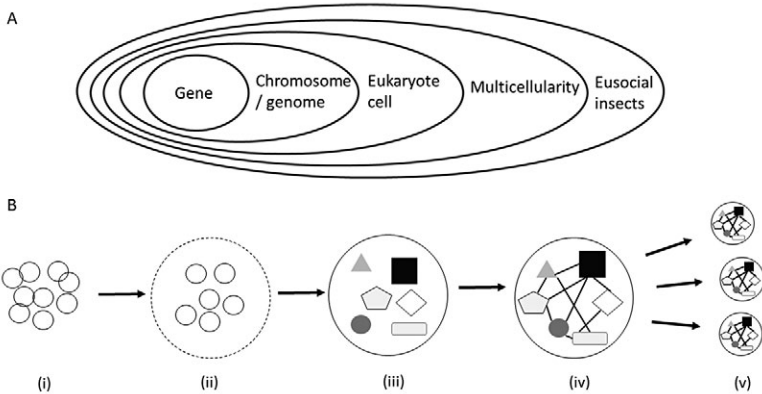 A
Gene
Chromosome
/ genome
Eukaryote
cell
Multicellularity
Eusocial
insects
B
(i)
(ii)
(iii)
(iv)
(v)